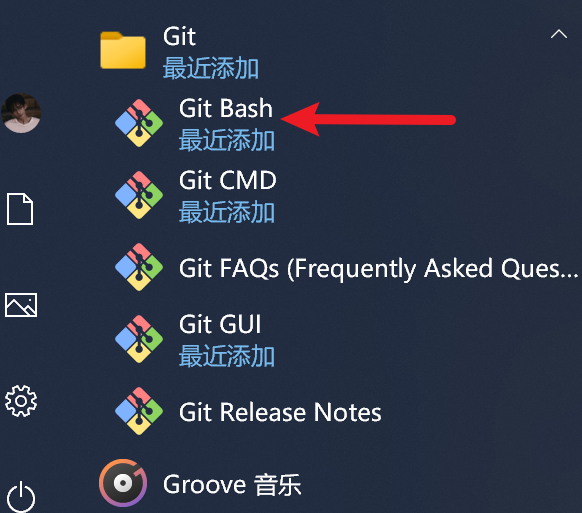 Git
最近添加
Git Bash
最近添加
Git CMD
最近添加
Git FAQs (Frequently Asked Ques...
Git GUI
最近添加
Git Release Notes
Groove 音乐